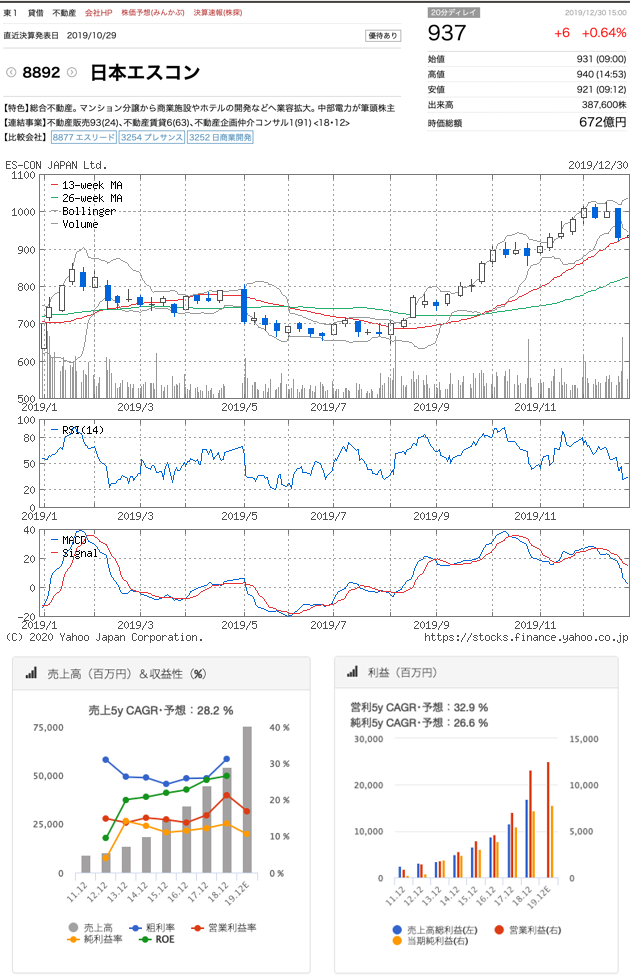 東1 貸借 不動産 会社HP 株価予想(みんかぶ) 決算速報(株探)
直近決算発表日 2019/10/29 優待あり
8892 日本エスコン
【特色】総合不動産。マンション分譲から商業施設やホテルの開発などへ業容拡大。中部電力が筆頭株主
【連結事業】不動産販売93(24)、不動産賃貸6(63)、不動産企画仲介コンサル1(91) <18・12>
【比較会社】 8877 エスリード 3254 プレサンス 3252 日商業開発
20分ディレイ 2019/12/30 15:00
937 +6 +0.64%
始値 931 (09:00)
高値 940 (14:53)
安値 921 (09:12)
出来高 387,600株
時価総額 672億円
ES-CON JAPAN Ltd. 2019/12/30
1100
1000
900
800
700
600
500
13-week MA
26-week MA
Bollinger
Volume
2019/1 2019/3 2019/5 2019/7 2019/9 2019/11
100
80
50
20
0
RSI(14)
2019/1 2019/3 2019/5 2019/7 2019/9 2019/11
40
20
0
-20
MACD
Signal
2019/1 2019/3 2019/5 2019/7 2019/9 2019/11
(C) 2020 Yahoo Japan Corporation. https://stocks.finance.yahoo.co.jp
売上高（百万円）＆収益性（%）
売上5y CAGR・予想：28.2 %
75,000
50,000
25,000
0
40 %
30 %
20 %
10 %
0 %
11.12 12.12 13.12 14.12 15.12 16.12 17.12 18.12 19.12E
売上高 粗利率 営業利益率
純利益率 ROE
利益（百万円）
営利5y CAGR・予想：32.9 %
純利5y CAGR・予想：26.6 %
30,000
20,000
10,000
0
15,000
10,000
5,000
0
11.12 12.12 13.12 14.12 15.12 16.12 17.12 18.12 19.12E
売上高総利益(左) 営業利益(右)
当期純利益(右)